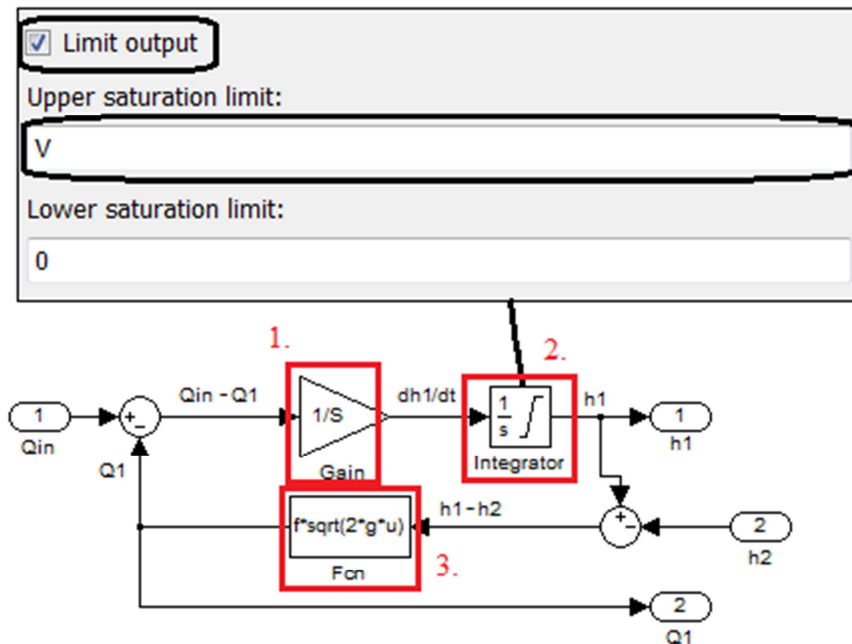 Limit output
Upper saturation limit:
V
Lower saturation limit:
0
1.
2.
Qin - Q1
dh1/dt
h1
1
Qin
+
-
1/S
1
s
1
h1
Q1
Gain
Integrator
f*sqrt(2*g*u)
h1-h2
+
-
2
h2
Fcn
3.
2
Q1